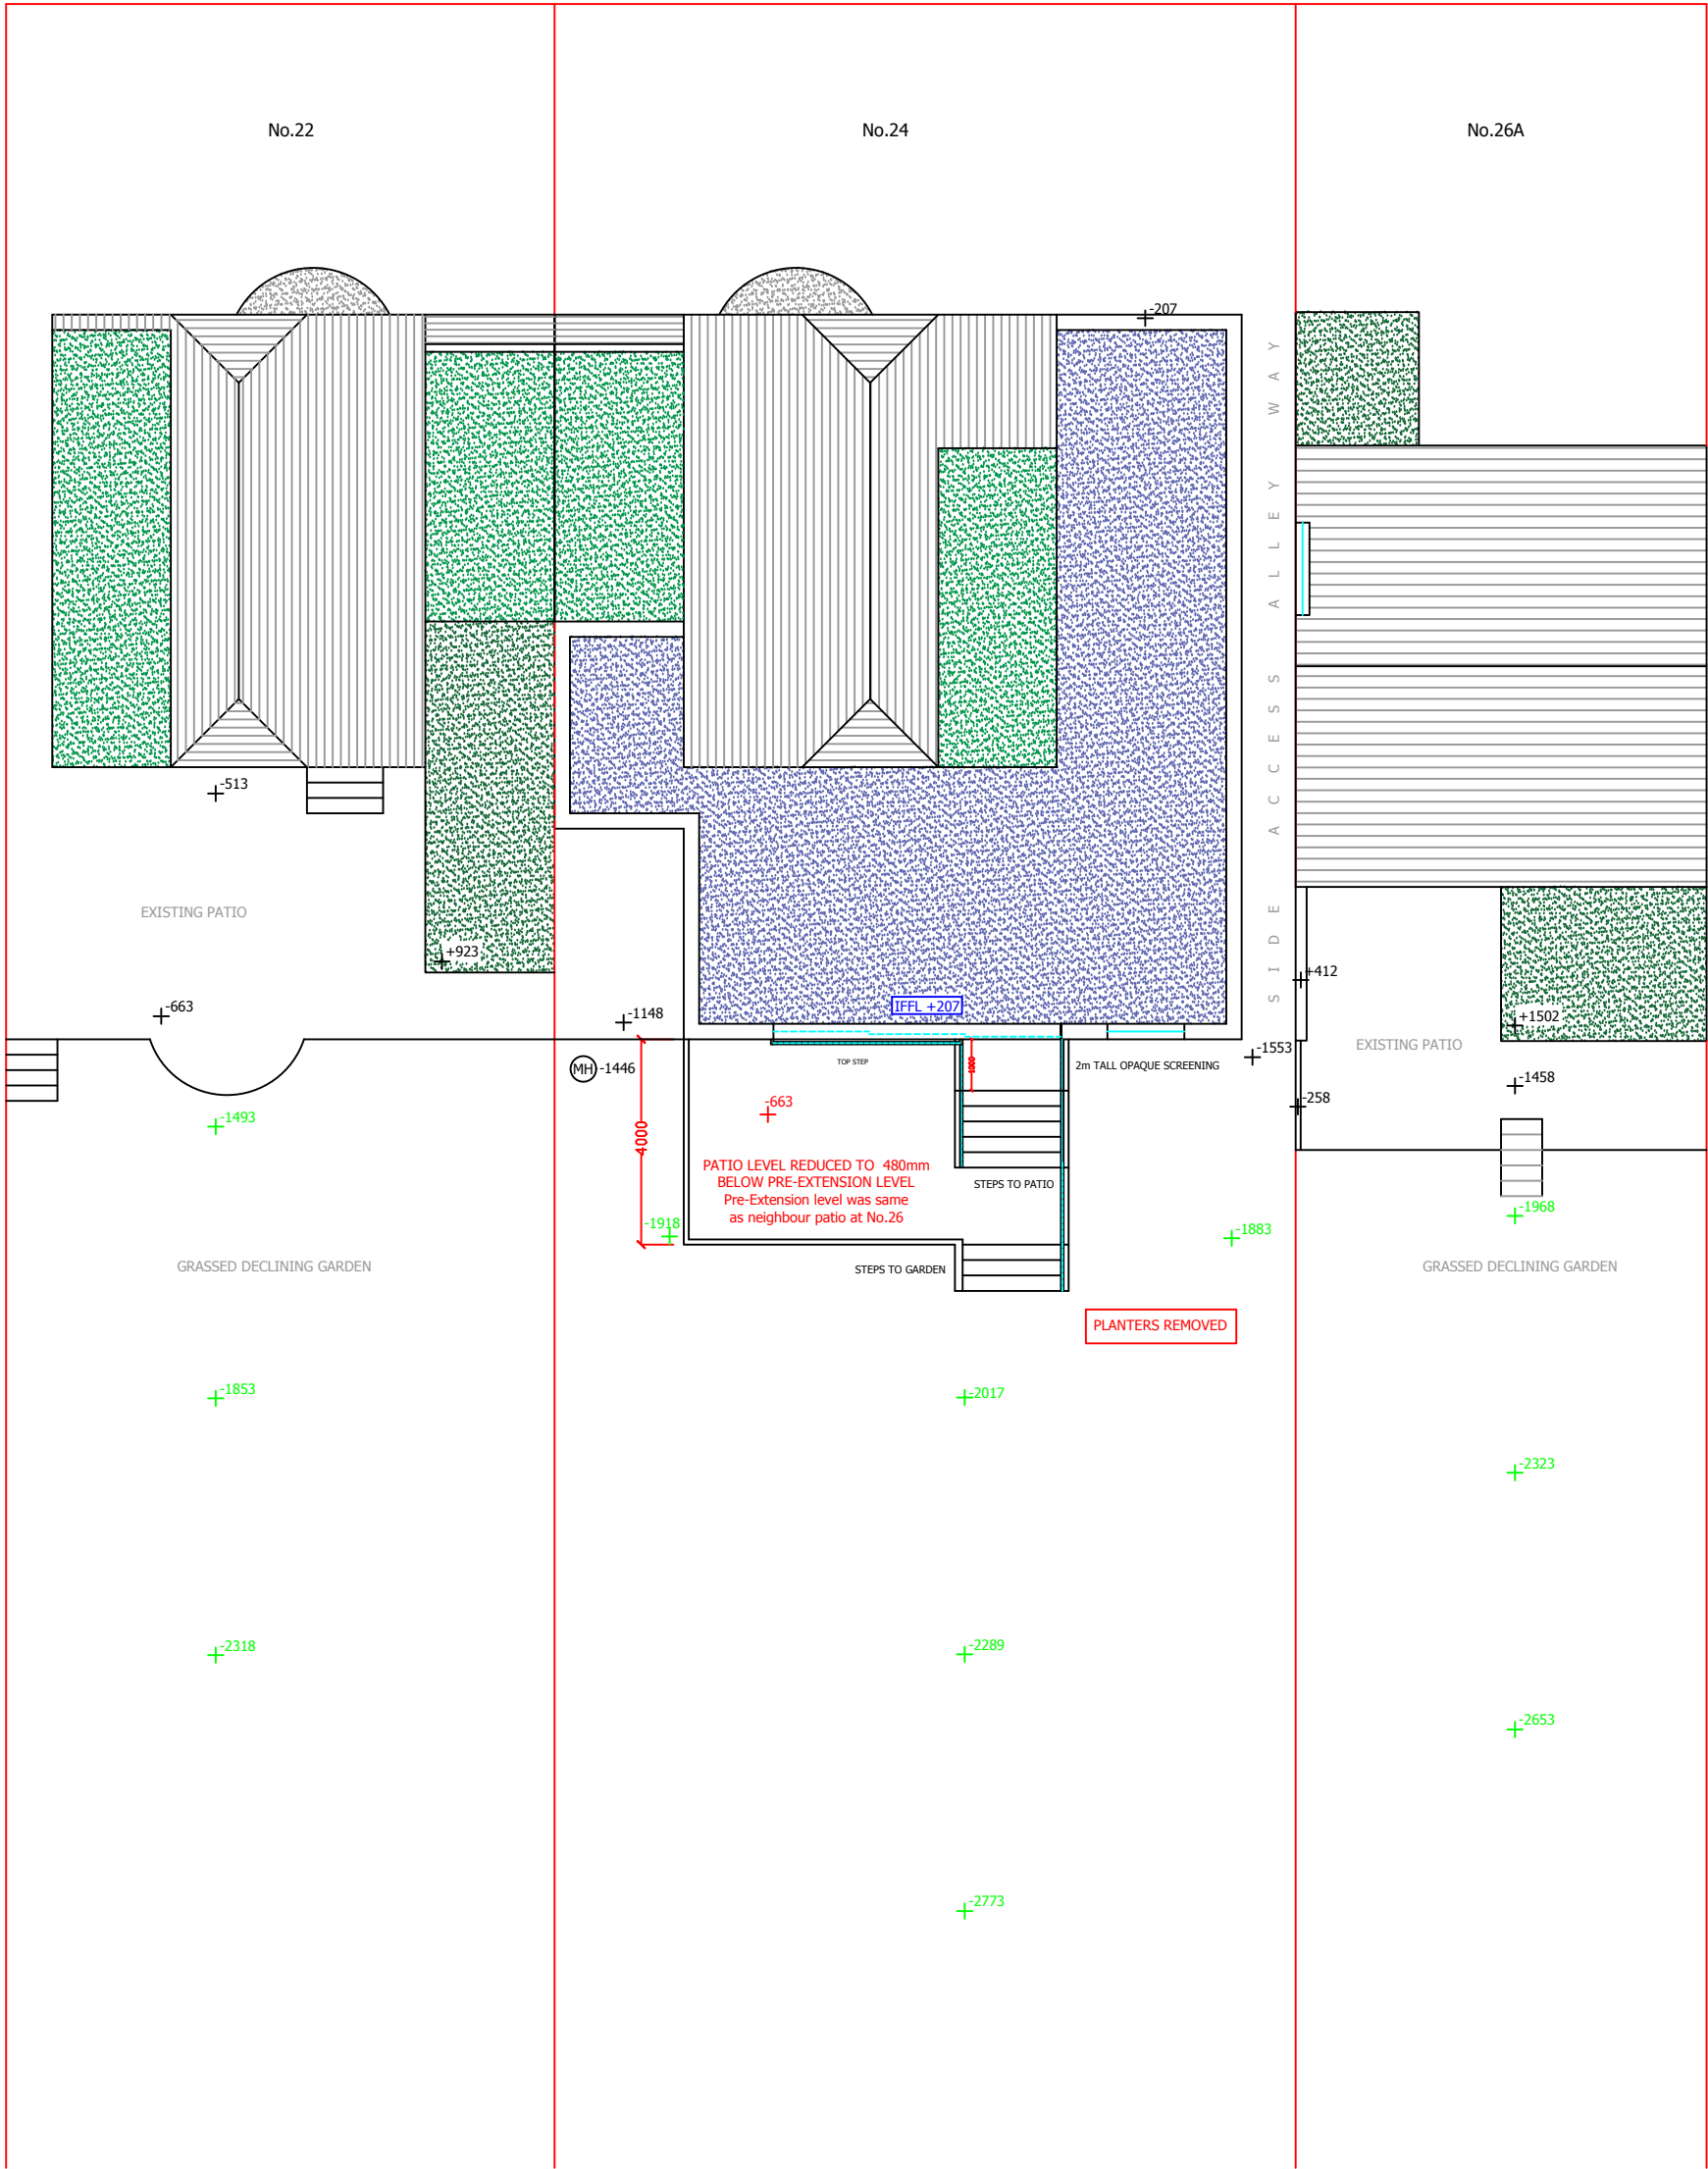 No.22
No.24
No.26A
-207
SIDE ACCESS ALLEY WAY
-513
EXISTING PATIO
+923
-663
-1148
IFFL +207
+412
+1502
EXISTING PATIO
MH -1446
TOP STEP
1000
2m TALL OPAQUE SCREENING
-1553
-1458
-258
-1493
-663
4000
PATIO LEVEL REDUCED TO 480mm
BELOW PRE-EXTENSION LEVEL
Pre-Extension level was same
as neighbour patio at No.26
STEPS TO PATIO
-1918
-1883
-1968
GRASSED DECLINING GARDEN
STEPS TO GARDEN
GRASSED DECLINING GARDEN
PLANTERS REMOVED
-1853
-2017
-2323
-2318
-2289
-2653
-2773